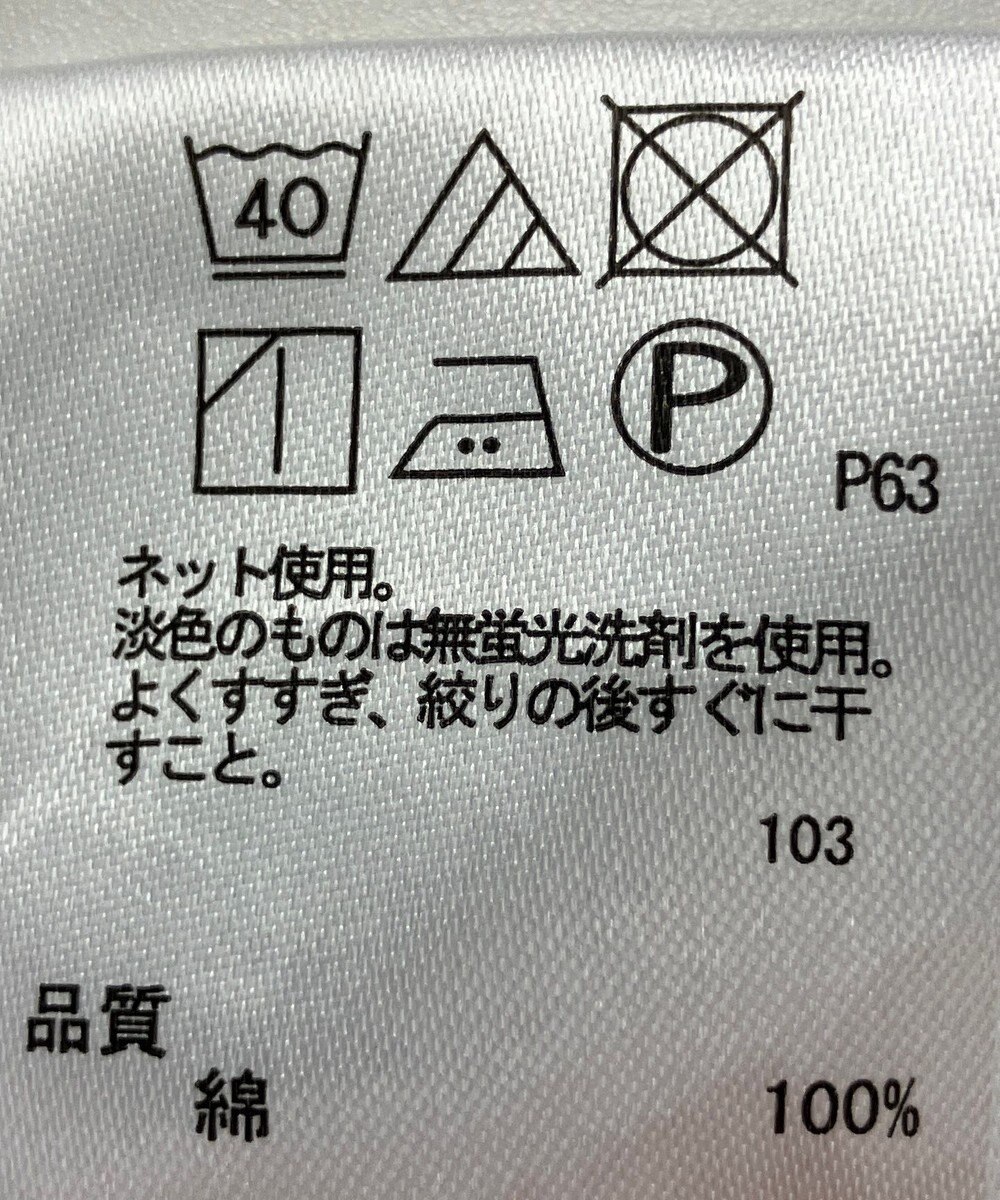 40
P
P63
ネット使用。
淡色のものは無蛍光洗剤を使用。
よくすすぎ、絞りの後すぐに干
すこと。
103
品質
綿 100%